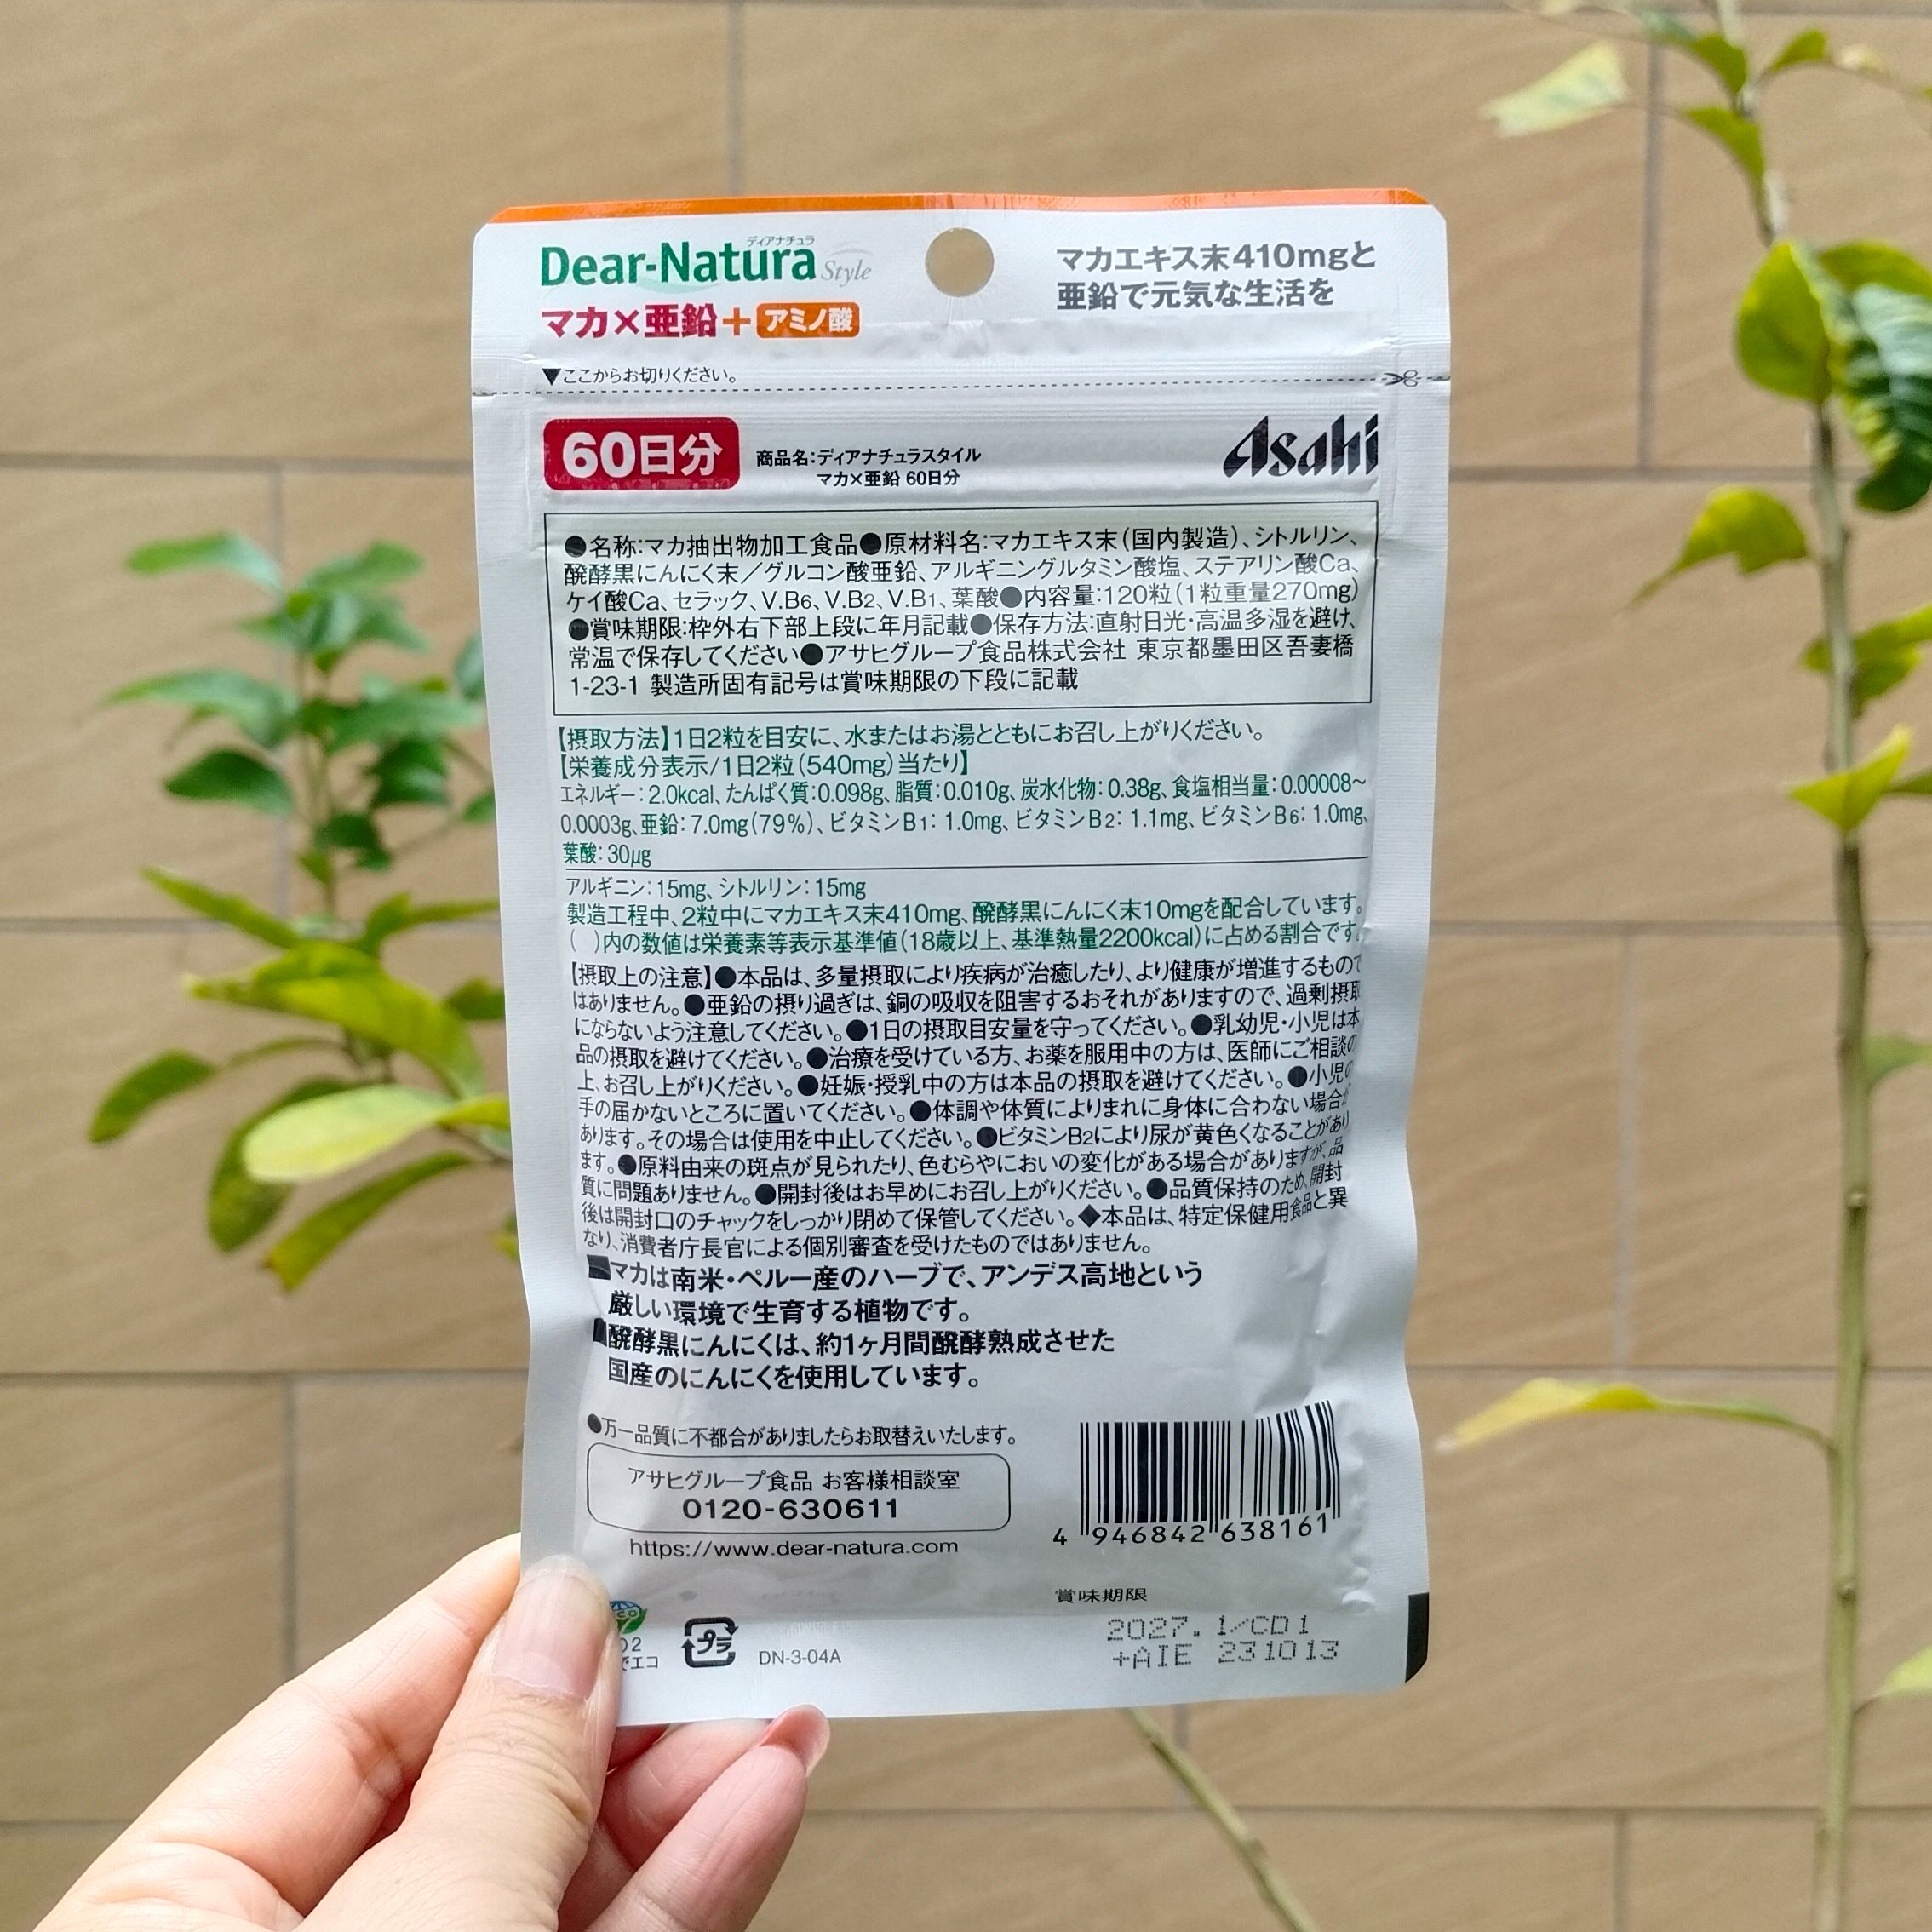 ディアナチュラ
Dear-Natura Style
マカ×亜鉛+アミノ酸
マカエキス末410mgと
亜鉛で元気な生活を
▼ここからお切りください。
60日分
商品名:ディアナチュラスタイル
マカ×亜鉛 60日分
Asahi
●名称:マカ抽出物加工食品●原材料名:マカエキス末(国内製造)、シトルリン、
醗酵黒にんにく末/グルコン酸亜鉛、アルギニングルタミン酸塩、ステアリン酸Ca、
ケイ酸Ca、セラック、V.B6、V.B2、V.B1、葉酸●内容量:120粒(1粒重量270mg)
●賞味期限:枠外右下部上段に年月記載●保存方法:直射日光・高温多湿を避け、
常温で保存してください●アサヒグループ食品株式会社 東京都墨田区吾妻橋
1-23-1 製造所固有記号は賞味期限の下段に記載
【摂取方法】1日2粒を目安に、水またはお湯とともにお召し上がりください。
【栄養成分表示/1日2粒(540mg)当たり】
エネルギー:2.0kcal、たんぱく質:0.098g、脂質:0.010g、炭水化物:0.38g、食塩相当量:0.00008～
0.0003g、亜鉛:7.0mg(79%)、ビタミンB1:1.0mg、ビタミンB2:1.1mg、ビタミンB6:1.0mg、
葉酸:30μg
アルギニン:15mg、シトルリン:15mg
製造工程中、2粒中にマカエキス末410mg、醗酵黒にんにく末10mgを配合しています。
( )内の数値は栄養素等表示基準値(18歳以上、基準熱量2200kcal)に占める割合です。
【摂取上の注意】●本品は、多量摂取により疾病が治癒したり、より健康が増進するもので
はありません。●亜鉛の摂り過ぎは、銅の吸収を阻害するおそれがありますので、過剰摂取
にならないよう注意してください。●1日の摂取目安量を守ってください。●乳幼児・小児は本
品の摂取を避けてください。●治療を受けている方、お薬を服用中の方は、医師にご相談の
上、お召し上がりください。●妊娠・授乳中の方は本品の摂取を避けてください。●小児の
手の届かないところに置いてください。●体調や体質によりまれに身体に合わない場合が
あります。その場合は使用を中止してください。●ビタミンB2により尿が黄色くなることがあり
ます。●原料由来の斑点が見られたり、色むらやにおいの変化がある場合がありますが、品
質に問題ありません。●開封後はお早めにお召し上がりください。●品質保持のため、開封
後は開封口のチャックをしっかり閉めて保管してください。◆本品は、特定保健用食品と異
なり、消費者庁長官による個別審査を受けたものではありません。
■マカは南米・ペルー産のハーブで、アンデス高地という
厳しい環境で生育する植物です。
■醗酵黒にんにくは、約1ヶ月間醗酵熟成させた
国産のにんにくを使用しています。
●万一品質に不都合がありましたらお取替えいたします。
アサヒグループ食品 お客様相談室
0120-630611
https://www.dear-natura.com
4 946842 638161
賞味期限
2027. 1/CD1
+AIE 231013
プラ
DN-3-04A